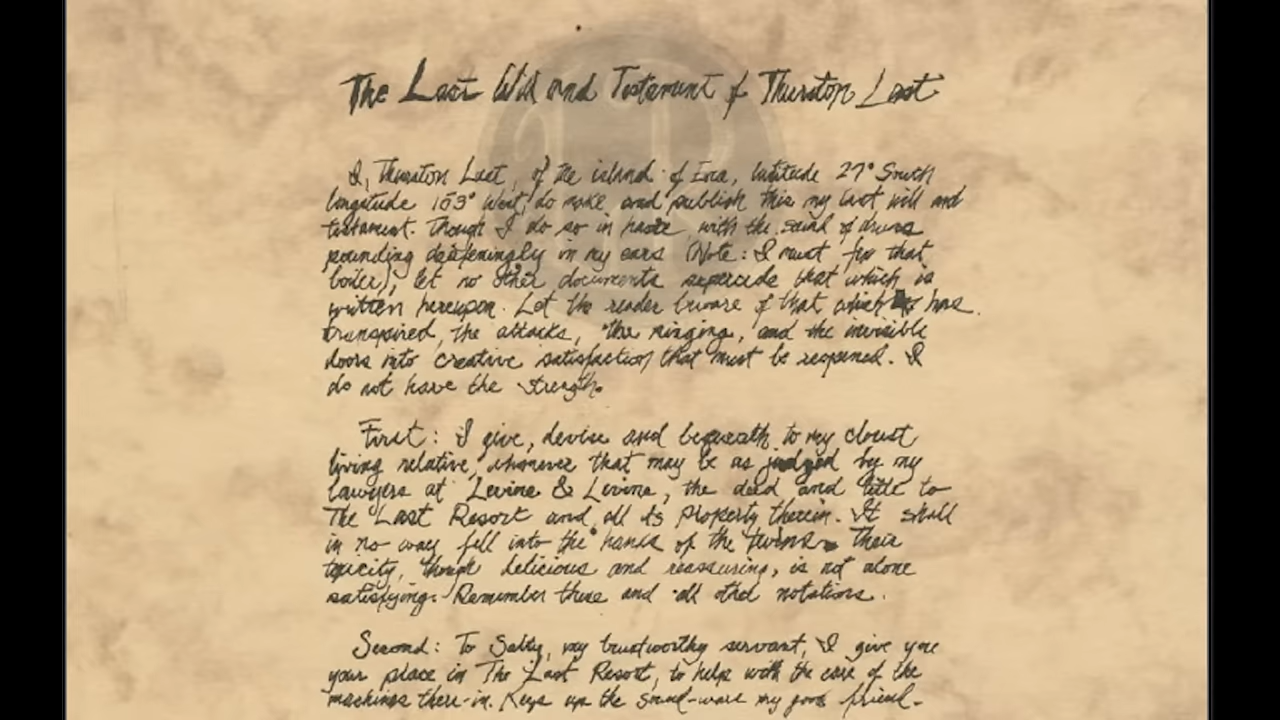 The Last Will and Testament of Thurston Last
I, Thurston Last, of the island of Isca, latitude 27° South
longitude 153° West, do make and publish this my last will and
testament. Though I do so in haste, with the sound of drums
pounding deafeningly in my ears (Note: I must fix that
boiler), let no other documents supercede that which is
written hereupon. Let the reader beware of that which has
transpired, the attacks, the ringing, and the invisible
doors into creative satisfaction that must be reopened. I
do not have the strength.
First: I give, devise and bequeath to my closest
living relative, whomever that may be as judged by my
lawyers at Levine & Levine, the deed and title to
The Last Resort and all its property therein. It shall
in no way fall into the hands of the twins. Their
toxicity, though delicious and reassuring, is not alone
satisfying. Remember these and all other notations.
Second: To Salty, my trustworthy servant, I give you
your place in The Last Resort, to help with the care of the
machines there-in. Keep up the sound-work my good friend.